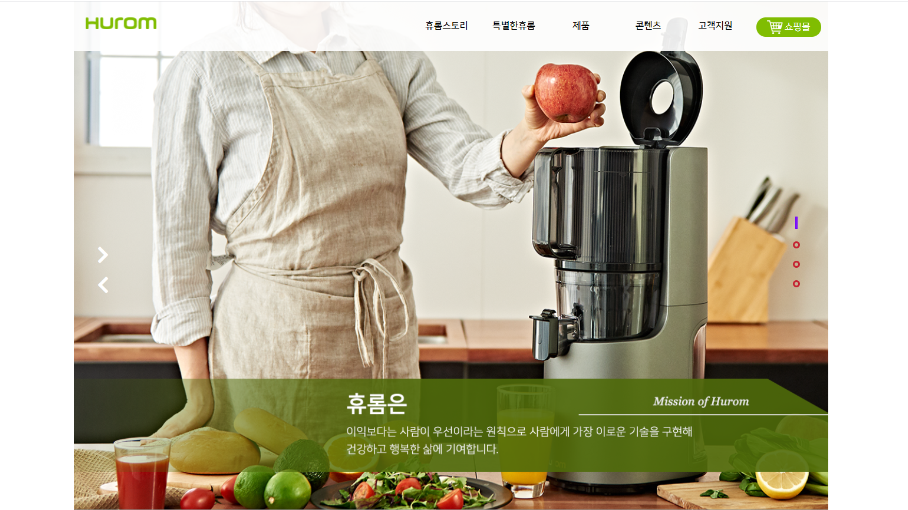 Hurom
휴롬스토리
특별한휴롬
제품
콘텐츠
고객지원
쇼핑몰
휴롬은
Mission of Hurom
이익보다는 사람이 우선이라는 원칙으로 사람에게 가장 이로운 기술을 구현해
건강하고 행복한 삶에 기여합니다.